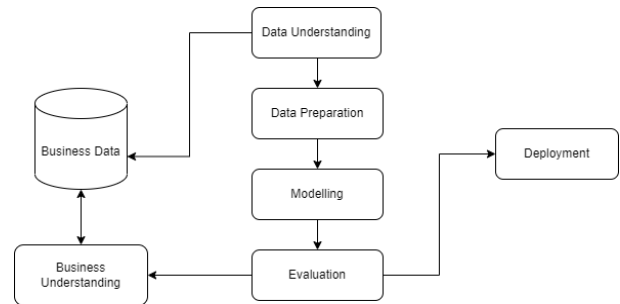 Data Understanding
Data Preparation
Business Data
Deployment
Modelling
Business
Understanding
Evaluation